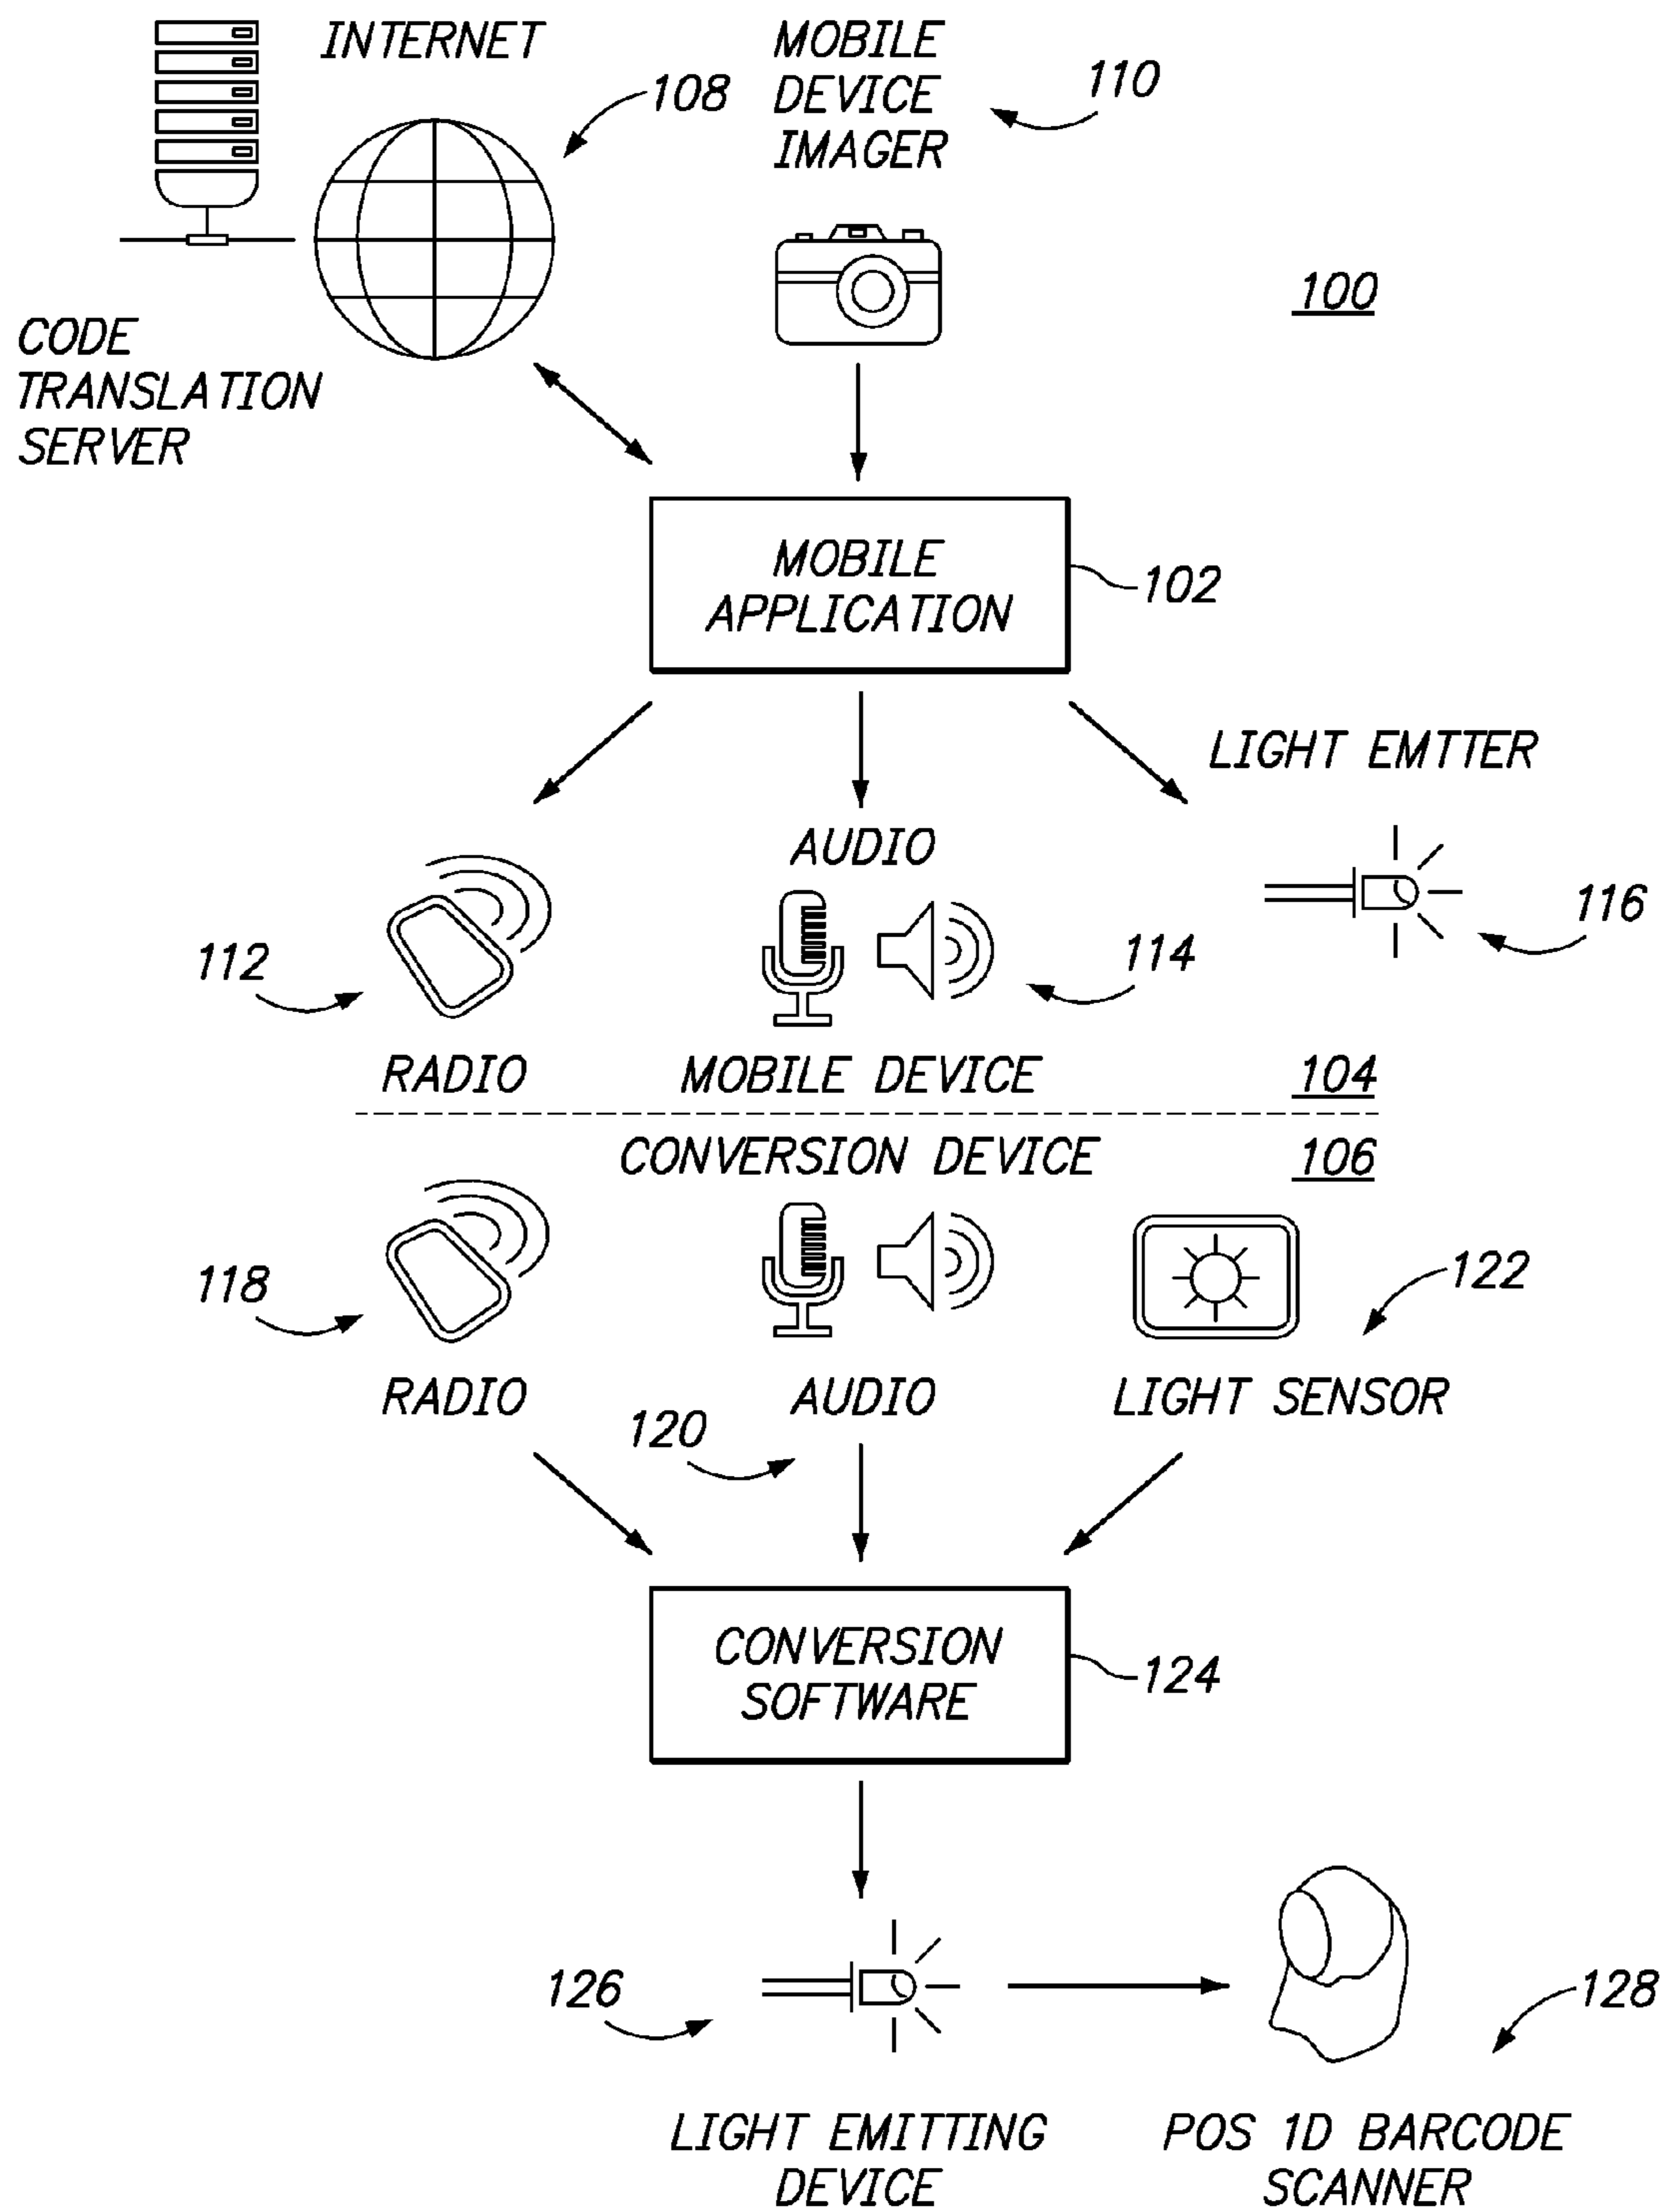 INTERNET
108
MOBILE
DEVICE
IMAGER
110
100
CODE
TRANSLATION
SERVER
MOBILE
APPLICATION
102
LIGHT EMTTER
AUDIO
112
114
116
RADIO
MOBILE DEVICE
104
CONVERSION DEVICE
106
118
122
RADIO
AUDIO
LIGHT SENSOR
120
CONVERSION
SOFTWARE
124
126
128
LIGHT EMITTING
DEVICE
POS 1D BARCODE
SCANNER